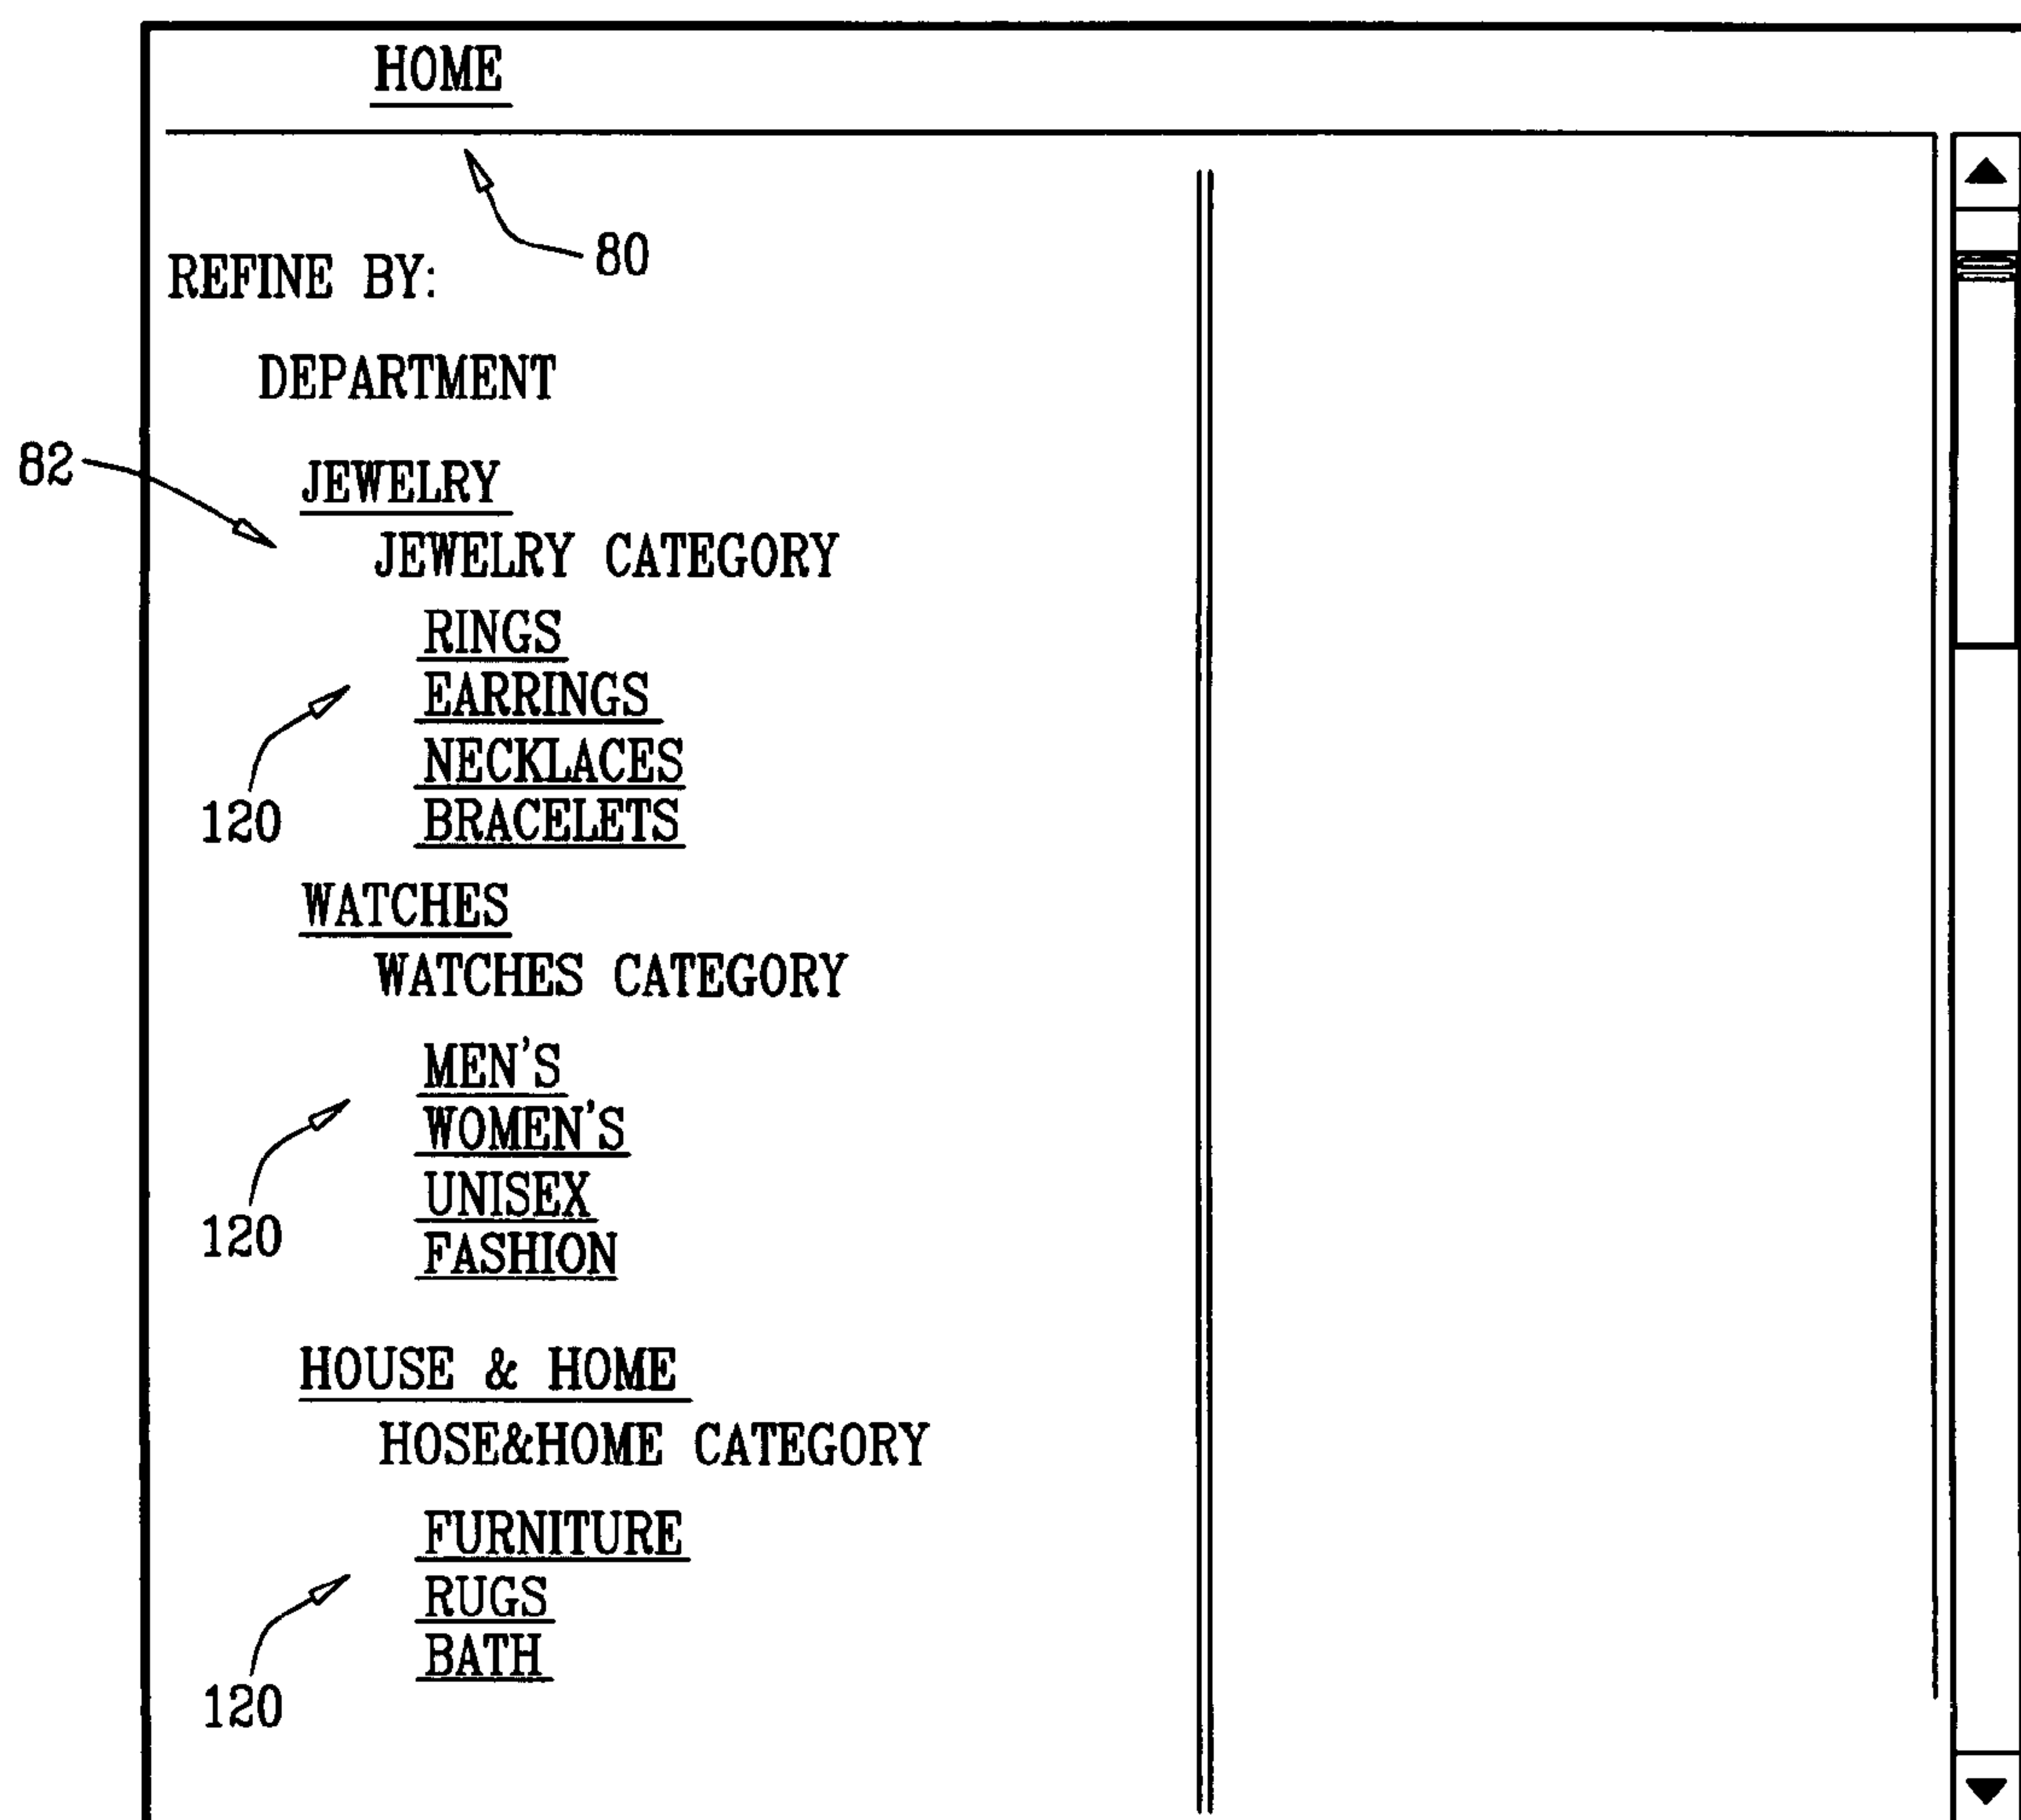 HOME
80
REFINE BY:
DEPARTMENT
82
JEWELRY
JEWELRY CATEGORY
RINGS
EARRINGS
NECKLACES
120
BRACELETS
WATCHES
WATCHES CATEGORY
MEN'S
WOMEN'S
UNISEX
120
FASHION
HOUSE & HOME
HOSE&HOME CATEGORY
FURNITURE
RUGS
BATH
120